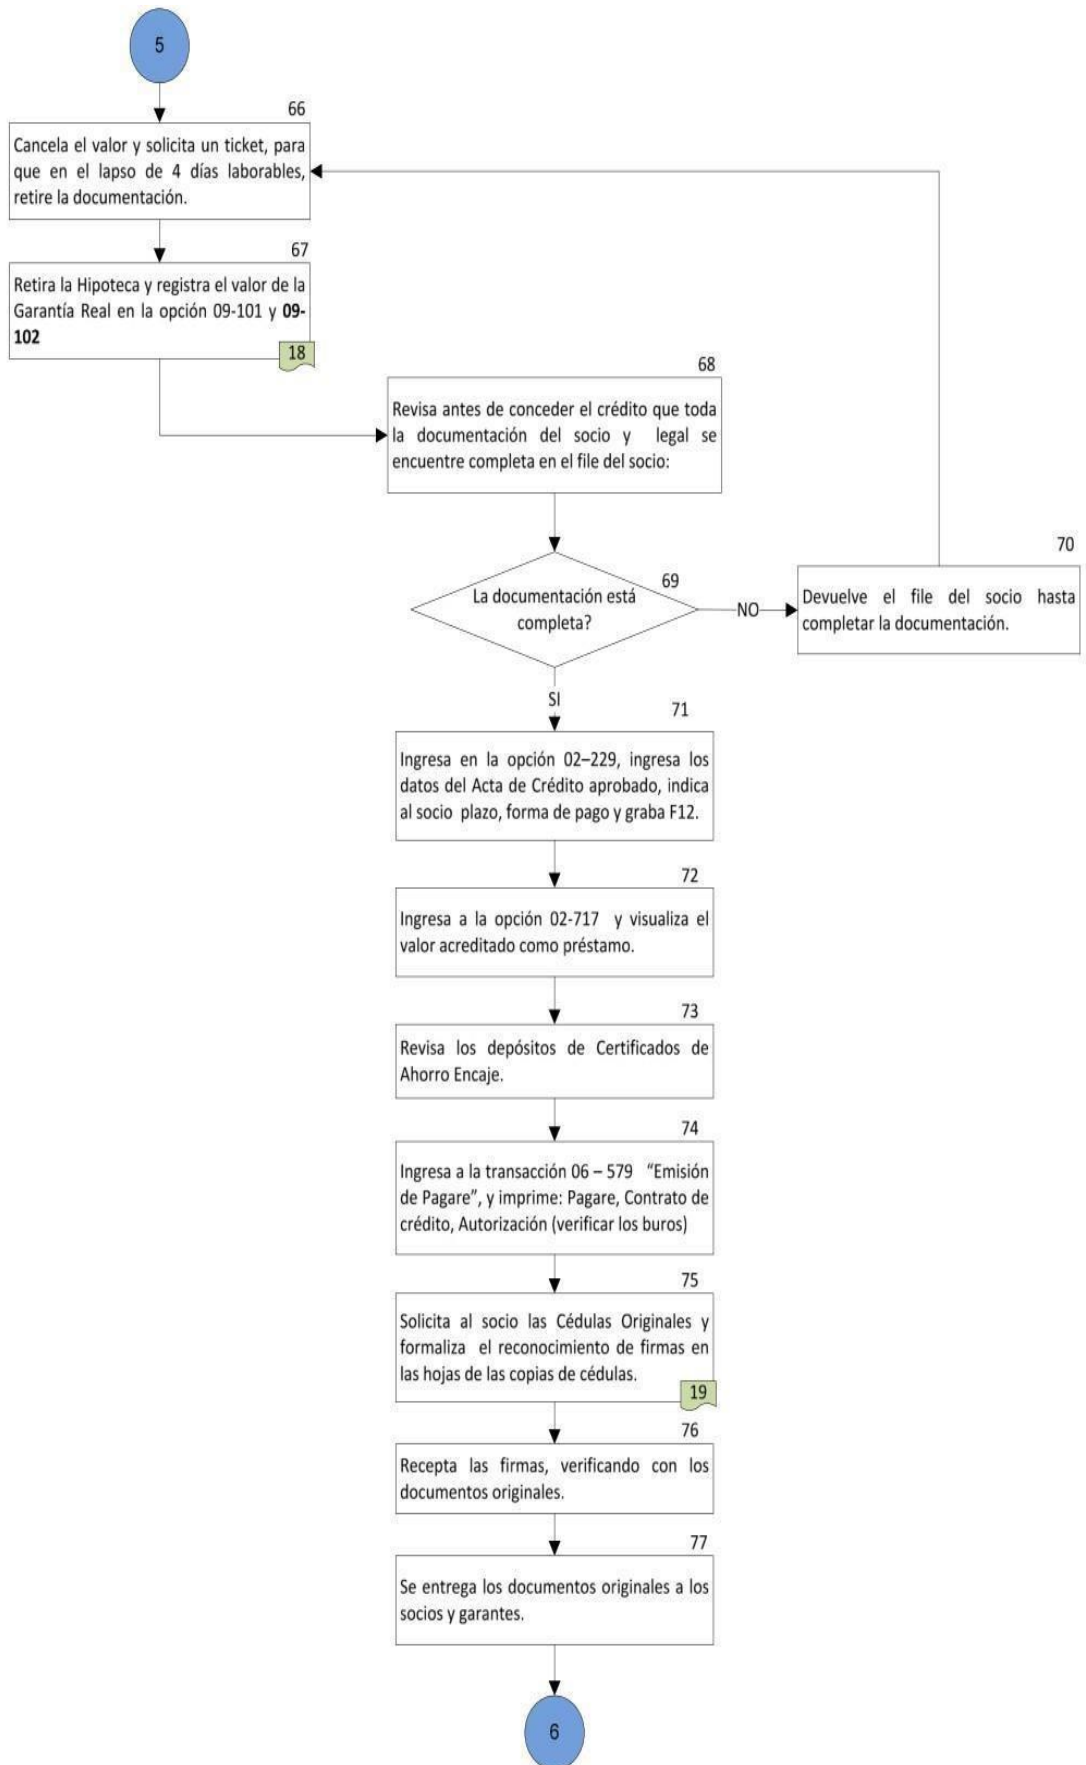 5
66
Cancela el valor y solicita un ticket, para
que en el lapso de 4 días laborables,
retire la documentación.
67
Retira la Hipoteca y registra el valor de la
Garantía Real en la opción 09-101 y 09-
102
18
68
Revisa antes de conceder el crédito que toda
la documentación del socio y legal se
encuentre completa en el file del socio:
69
La documentación está
completa?
NO
70
Devuelve el file del socio hasta
completar la documentación.
SI
71
Ingresa en la opción 02–229, ingresa los
datos del Acta de Crédito aprobado, indica
al socio plazo, forma de pago y graba F12.
72
Ingresa a la opción 02-717 y visualiza el
valor acreditado como préstamo.
73
Revisa los depósitos de Certificados de
Ahorro Encaje.
74
Ingresa a la transacción 06 – 579 “Emisión
de Pagare”, y imprime: Pagare, Contrato de
crédito, Autorización (verificar los buros)
75
Solicita al socio las Cédulas Originales y
formaliza el reconocimiento de firmas en
las hojas de las copias de cédulas.
19
76
Recepta las firmas, verificando con los
documentos originales.
77
Se entrega los documentos originales a los
socios y garantes.
6